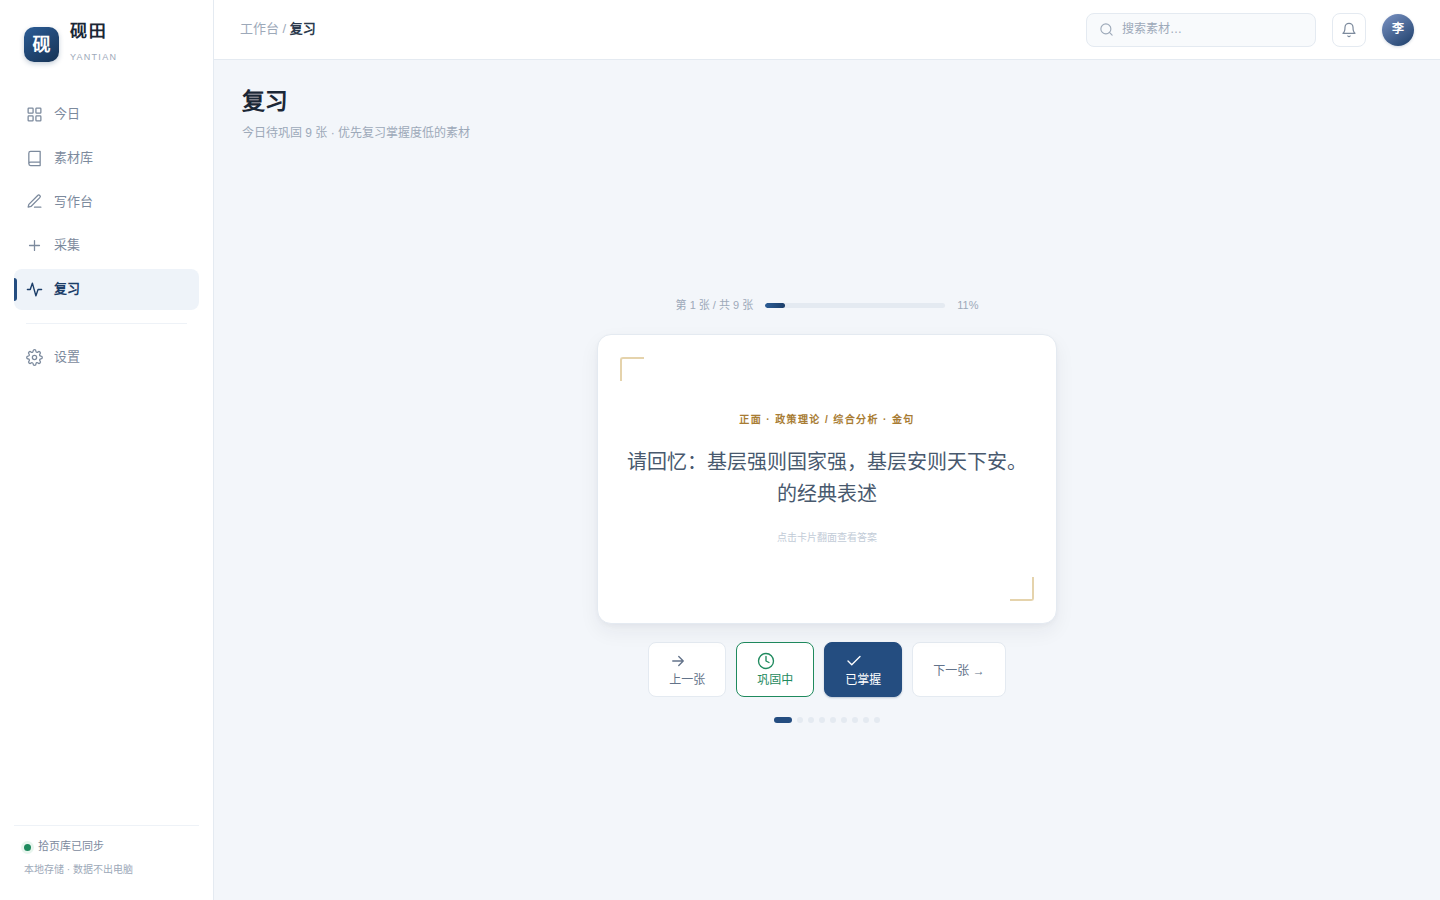 砚
砚田
YANTIAN
今日
素材库
写作台
采集
复习
设置
拾页库已同步
本地存储 · 数据不出电脑
工作台 / 复习
搜索素材...
李
复习
今日待巩固 9 张 · 优先复习掌握度低的素材
第 1 张 / 共 9 张
11%
正面 · 政策理论 / 综合分析 · 金句
请回忆：基层强则国家强，基层安则天下安。
的经典表述
点击卡片翻面查看答案
上一张
巩固中
已掌握
下一张 →